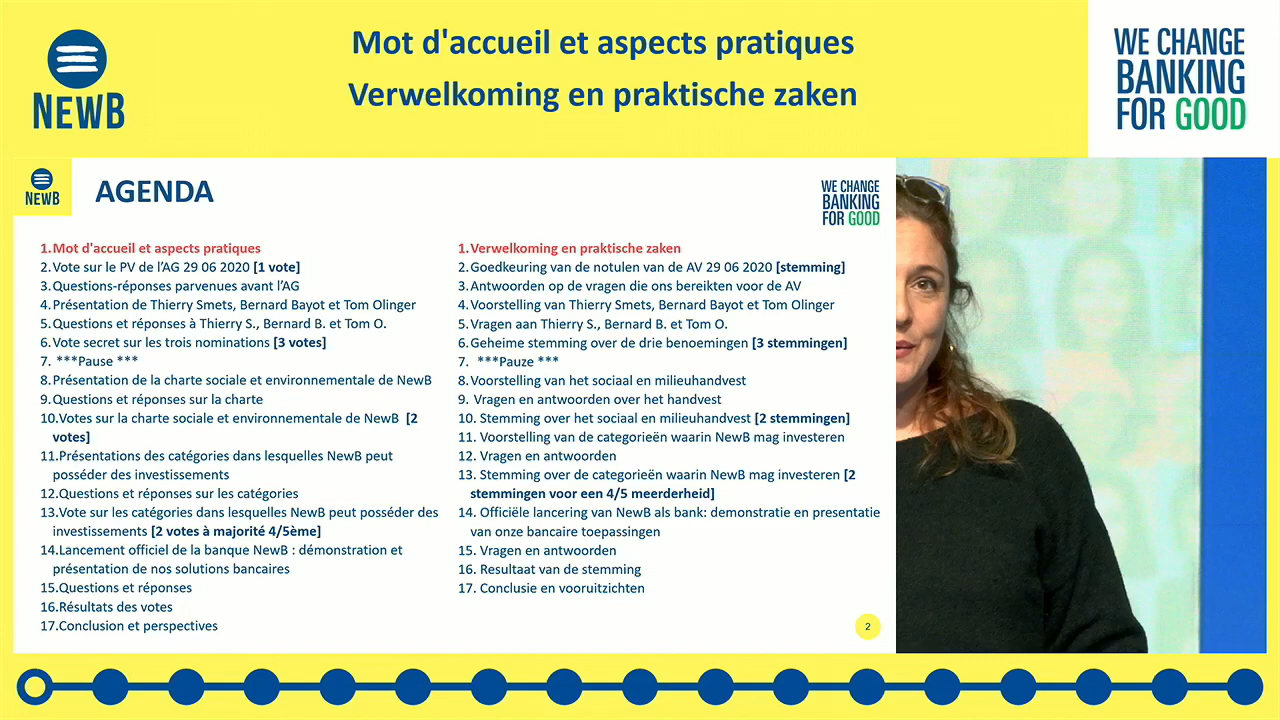 NEWB
Mot d'accueil et aspects pratiques
Verwelkoming en praktische zaken
WE CHANGE
BANKING
FOR GOOD
NEWB
AGENDA
WE CHANGE
BANKING
FOR GOOD
1.Mot d'accueil et aspects pratiques
2.Vote sur le PV de l'AG 29 06 2020 [1 vote]
3.Questions-réponses parvenues avant l'AG
4.Présentation de Thierry Smets, Bernard Bayot et Tom Olinger
5.Questions et réponses à Thierry S., Bernard B. et Tom O.
6.Vote secret sur les trois nominations [3 votes]
7. ***Pause ***
8.Présentation de la charte sociale et environnementale de NewB
9.Questions et réponses sur la charte
10.Votes sur la charte sociale et environnementale de NewB [2
votes]
11.Présentations des catégories dans lesquelles NewB peut
posséder des investissements
12.Questions et réponses sur les catégories
13.Vote sur les catégories dans lesquelles NewB peut posséder des
investissements [2 votes à majorité 4/5ème]
14.Lancement officiel de la banque NewB : démonstration et
présentation de nos solutions bancaires
15.Questions et réponses
16.Résultats des votes
17.Conclusion et perspectives
1.Verwelkoming en praktische zaken
2.Goedkeuring van de notulen van de AV 29 06 2020 [stemming]
3.Antwoorden op de vragen die ons bereikten voor de AV
4.Voorstelling van Thierry Smets, Bernard Bayot et Tom Olinger
5.Vragen aan Thierry S., Bernard B. et Tom O.
6.Geheime stemming over de drie benoemingen [3 stemmingen]
7. ***Pauze ***
8.Voorstelling van het sociaal en milieuhandvest
9. Vragen en antwoorden over het handvest
10. Stemming over het sociaal en milieuhandvest [2 stemmingen]
11. Voorstelling van de categorieën waarin NewB mag investeren
12. Vragen en antwoorden
13. Stemming over de categorieën waarin NewB mag investeren [2
stemmingen voor een 4/5 meerderheid]
14. Officiële lancering van NewB als bank: demonstratie en presentatie
van onze bancaire toepassingen
15. Vragen en antwoorden
16. Resultaat van de stemming
17. Conclusie en vooruitzichten
2